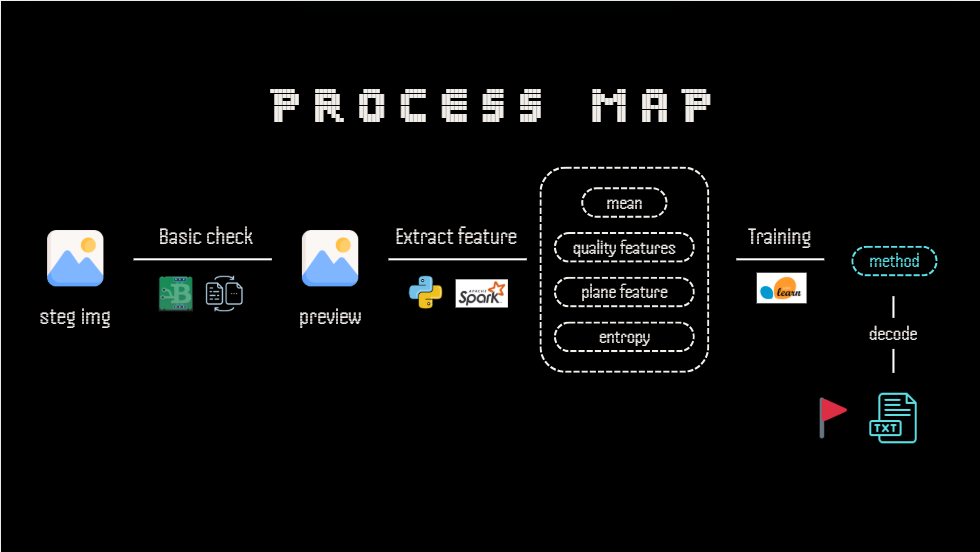 PROCESS MAP
Basic check
Extract feature
Training
mean
quality features
plane feature
entropy
method
APACHE
Spark
learn
steg img
preview
decode
TXT